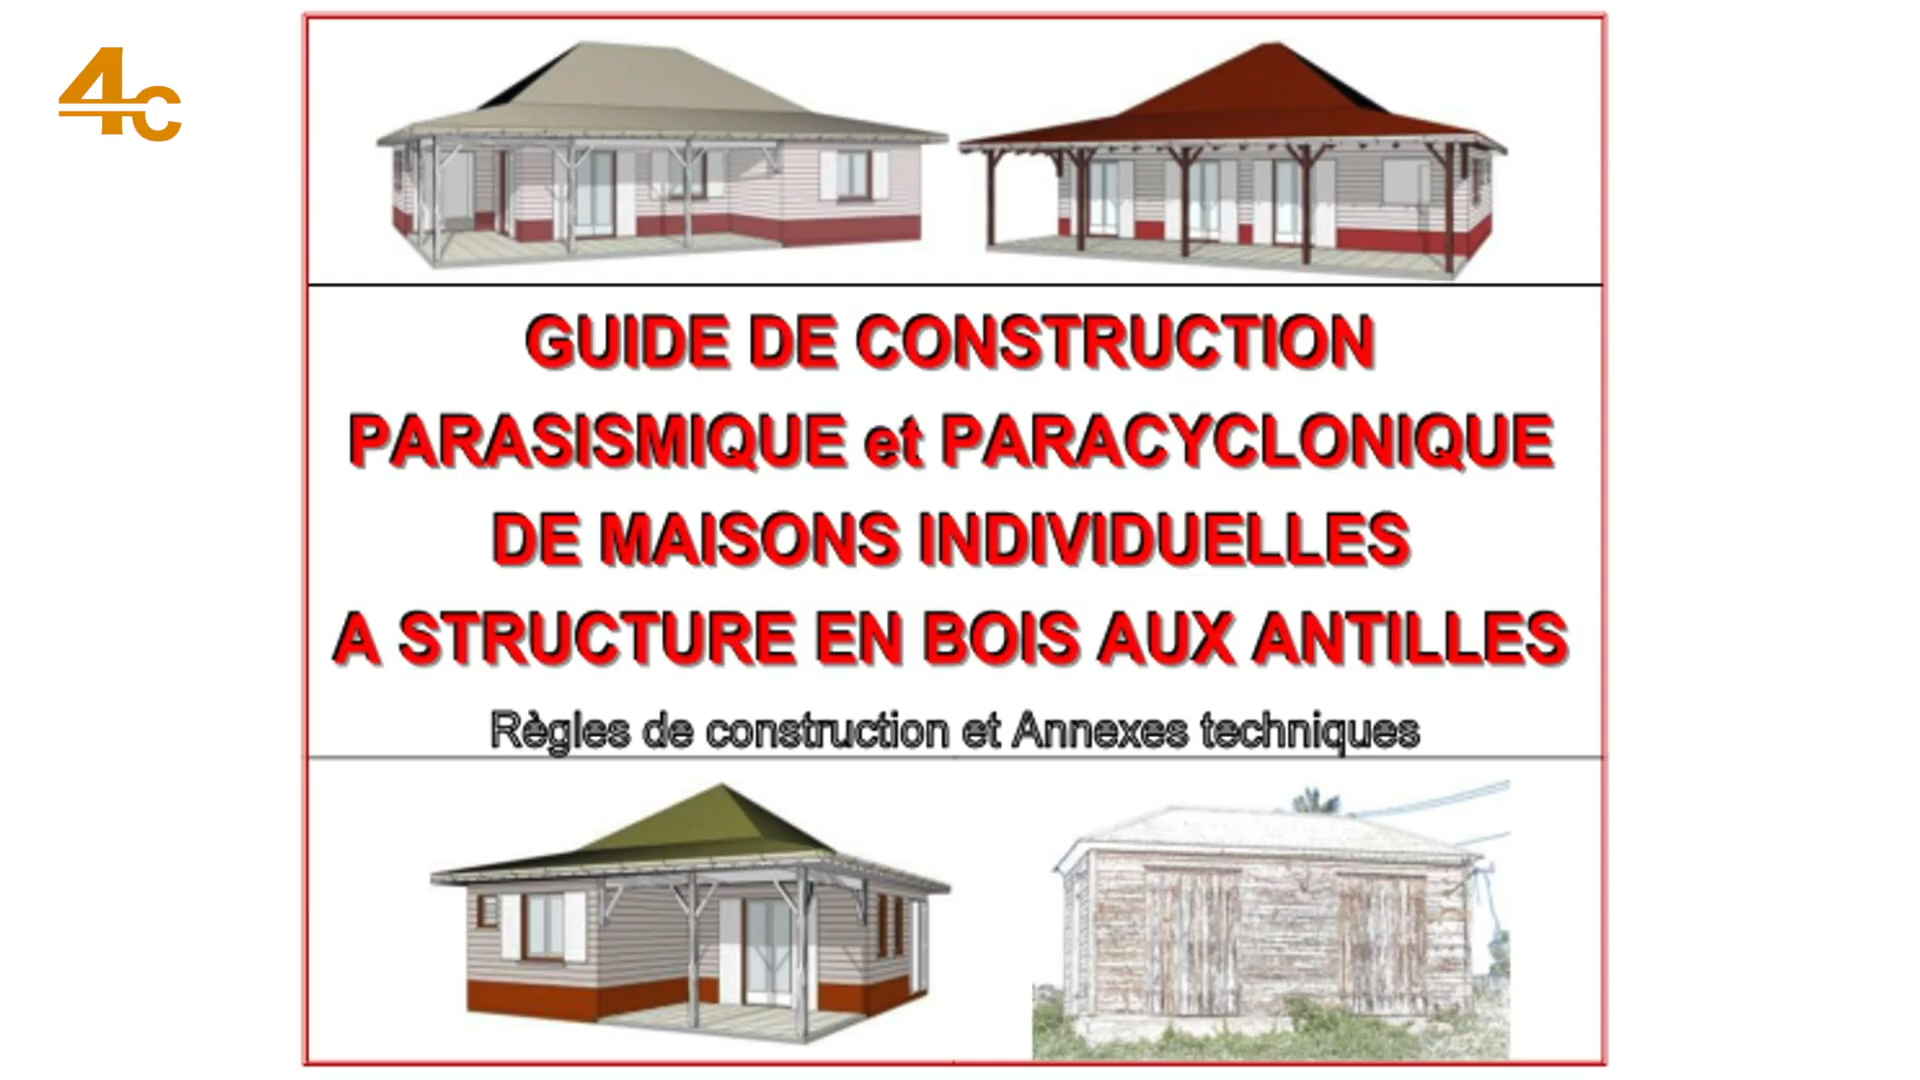 4c
GUIDE DE CONSTRUCTION
PARASISMIQUE et PARACYCLONIQUE
DE MAISONS INDIVIDUELLES
A STRUCTURE EN BOIS AUX ANTILLES
Règles de construction et Annexes techniques